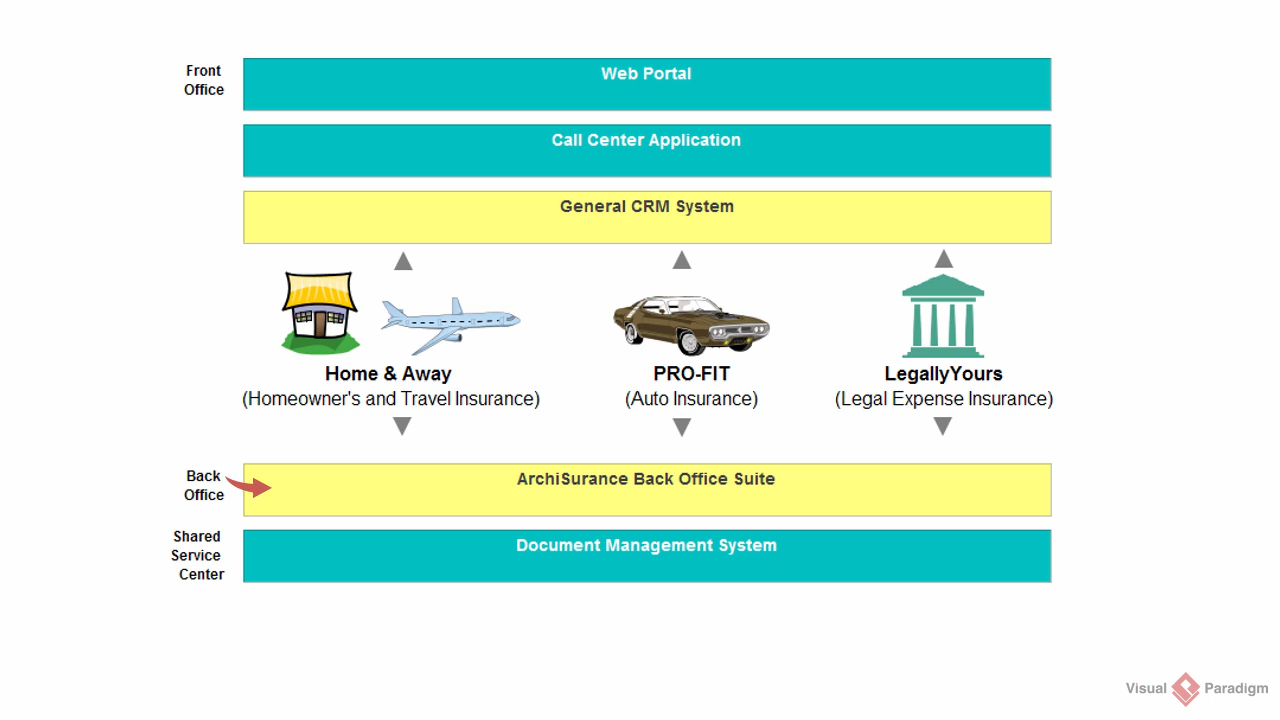 Front
Office
Web Portal
Call Center Application
General CRM System
Home & Away
(Homeowner's and Travel Insurance)
PRO-FIT
(Auto Insurance)
LegallyYours
(Legal Expense Insurance)
Back
Office
ArchiSurance Back Office Suite
Shared
Service
Center
Document Management System
Visual Paradigm